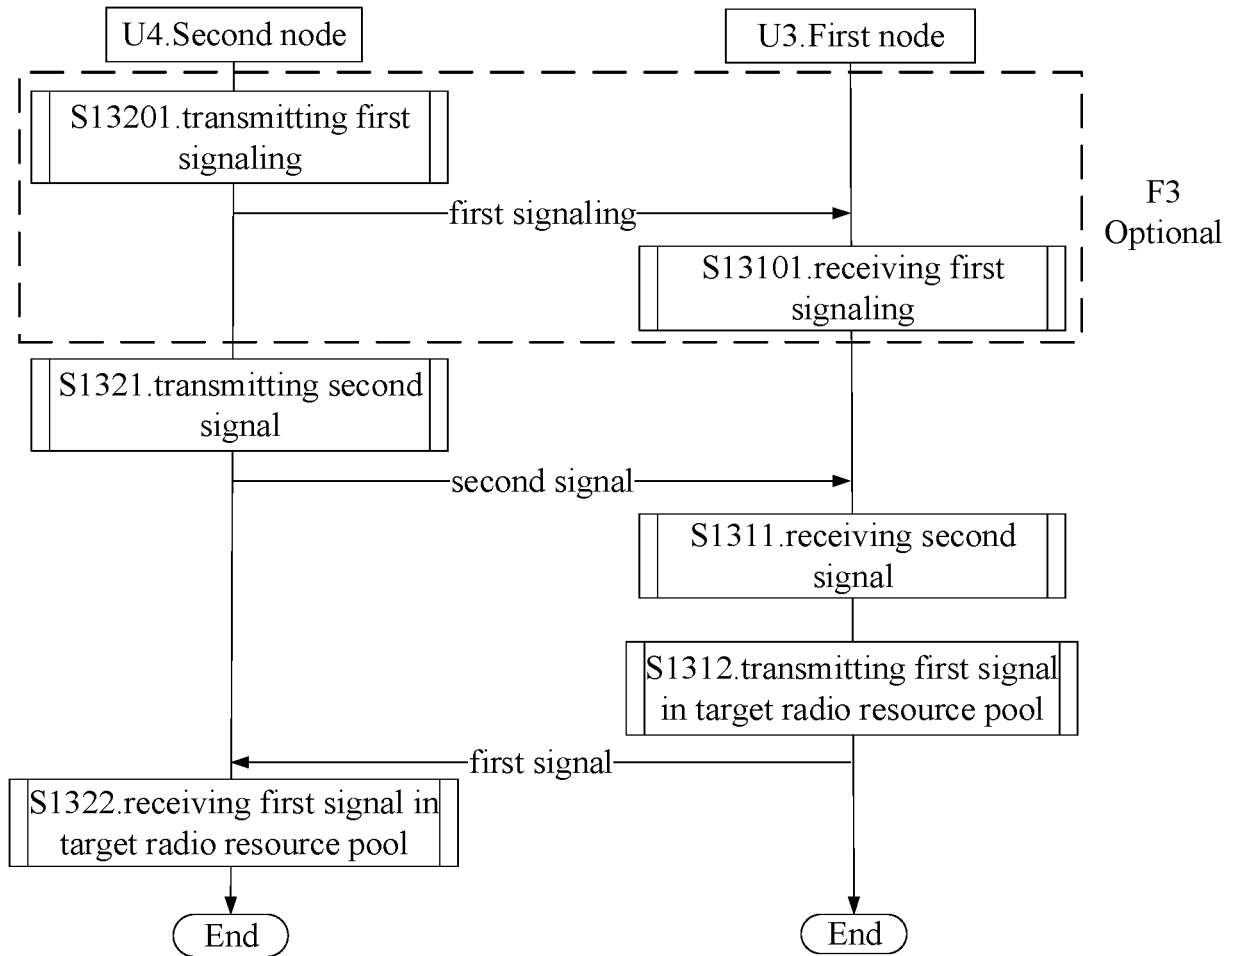 U4.Second node
U3.First node
S13201.transmitting first
signaling
F3
Optional
first signaling
S13101.receiving first
signaling
S1321.transmitting second
signal
second signal
S1311.receiving second
signal
S1312.transmitting first signal
in target radio resource pool
first signal
S1322.receiving first signal in
target radio resource pool
End
End